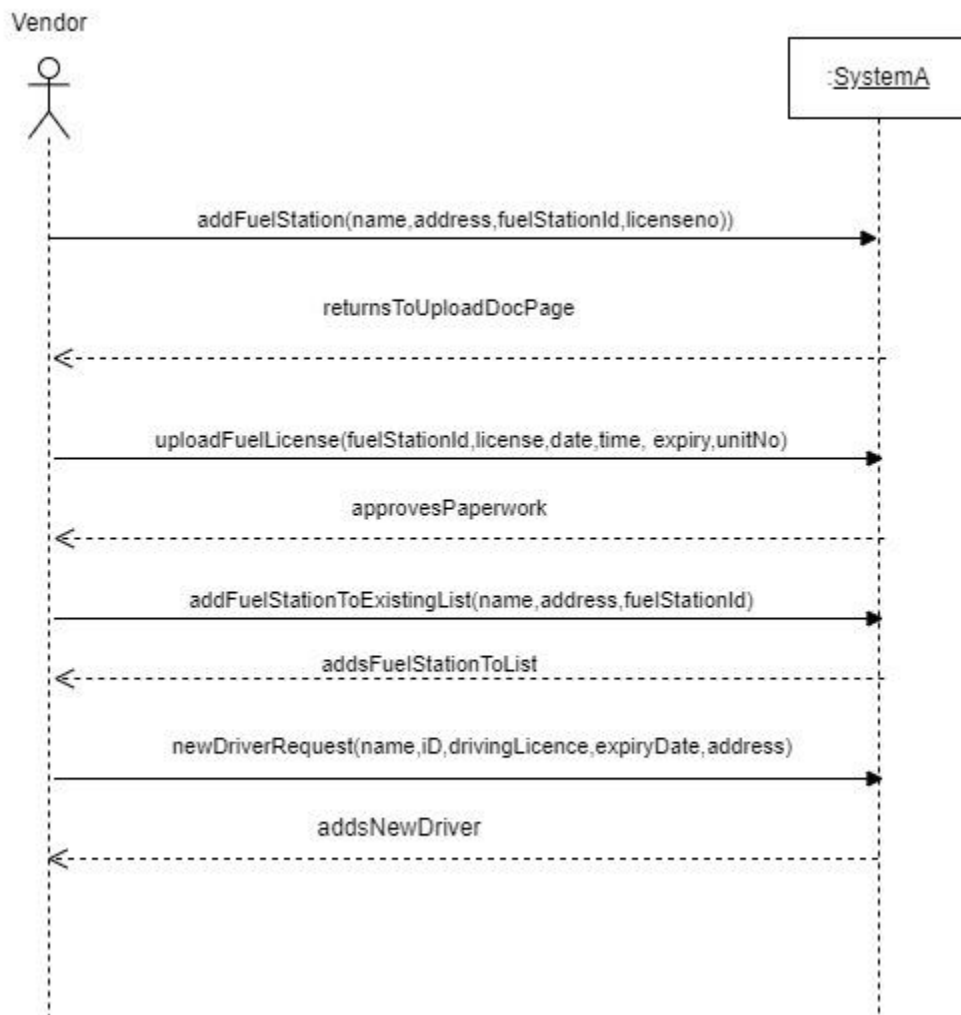 Vendor
:SystemA
addFuelStation(name,address,fuelStationId,licenseno))
returnsToUploadDocPage
uploadFuelLicense(fuelStationId,license,date,time, expiry,unitNo)
approvesPaperwork
addFuelStationToExistingList(name,address,fuelStationId)
addsFuelStationToList
newDriverRequest(name,iD,drivingLicence,expiryDate,address)
addsNewDriver